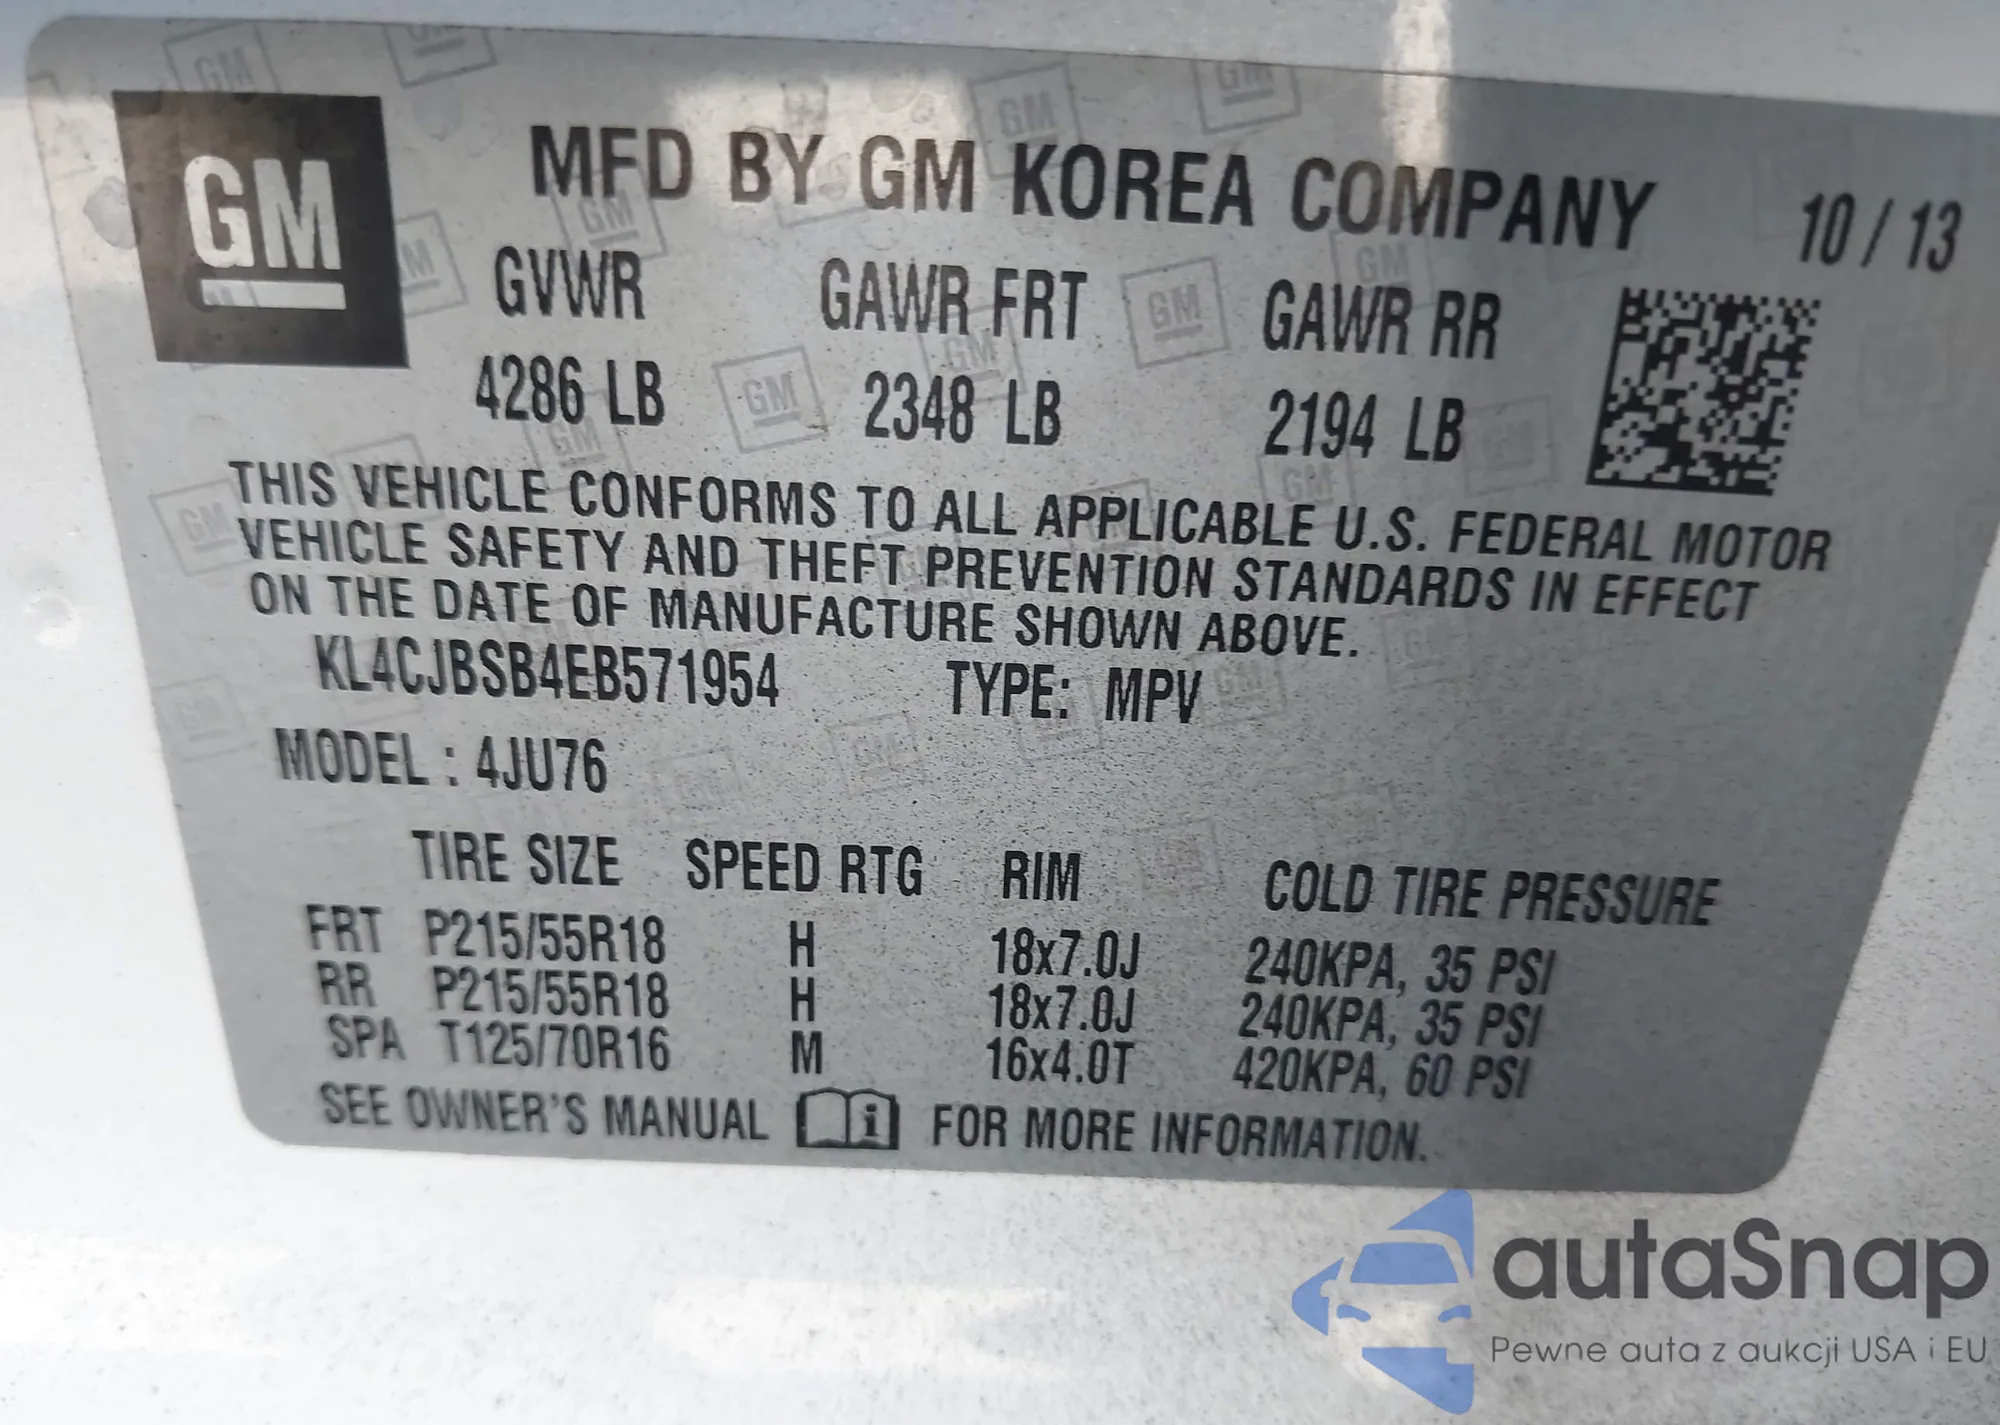 GM
MFD BY GM KOREA COMPANY 10 / 13
GVWR GAWR FRT GAWR RR
4286 LB 2348 LB 2194 LB
THIS VEHICLE CONFORMS TO ALL APPLICABLE U.S. FEDERAL MOTOR
VEHICLE SAFETY AND THEFT PREVENTION STANDARDS IN EFFECT
ON THE DATE OF MANUFACTURE SHOWN ABOVE.
KL4CJBSB4EB571954 TYPE: MPV
MODEL : 4JU76
TIRE SIZE SPEED RTG RIM COLD TIRE PRESSURE
FRT P215/55R18 H 18x7.0J 240KPA, 35 PSI
RR P215/55R18 H 18x7.0J 240KPA, 35 PSI
SPA T125/70R16 M 16x4.0T 420KPA, 60 PSI
SEE OWNER'S MANUAL i FOR MORE INFORMATION.
autaSnap
Pewne auta z aukcji USA i EU